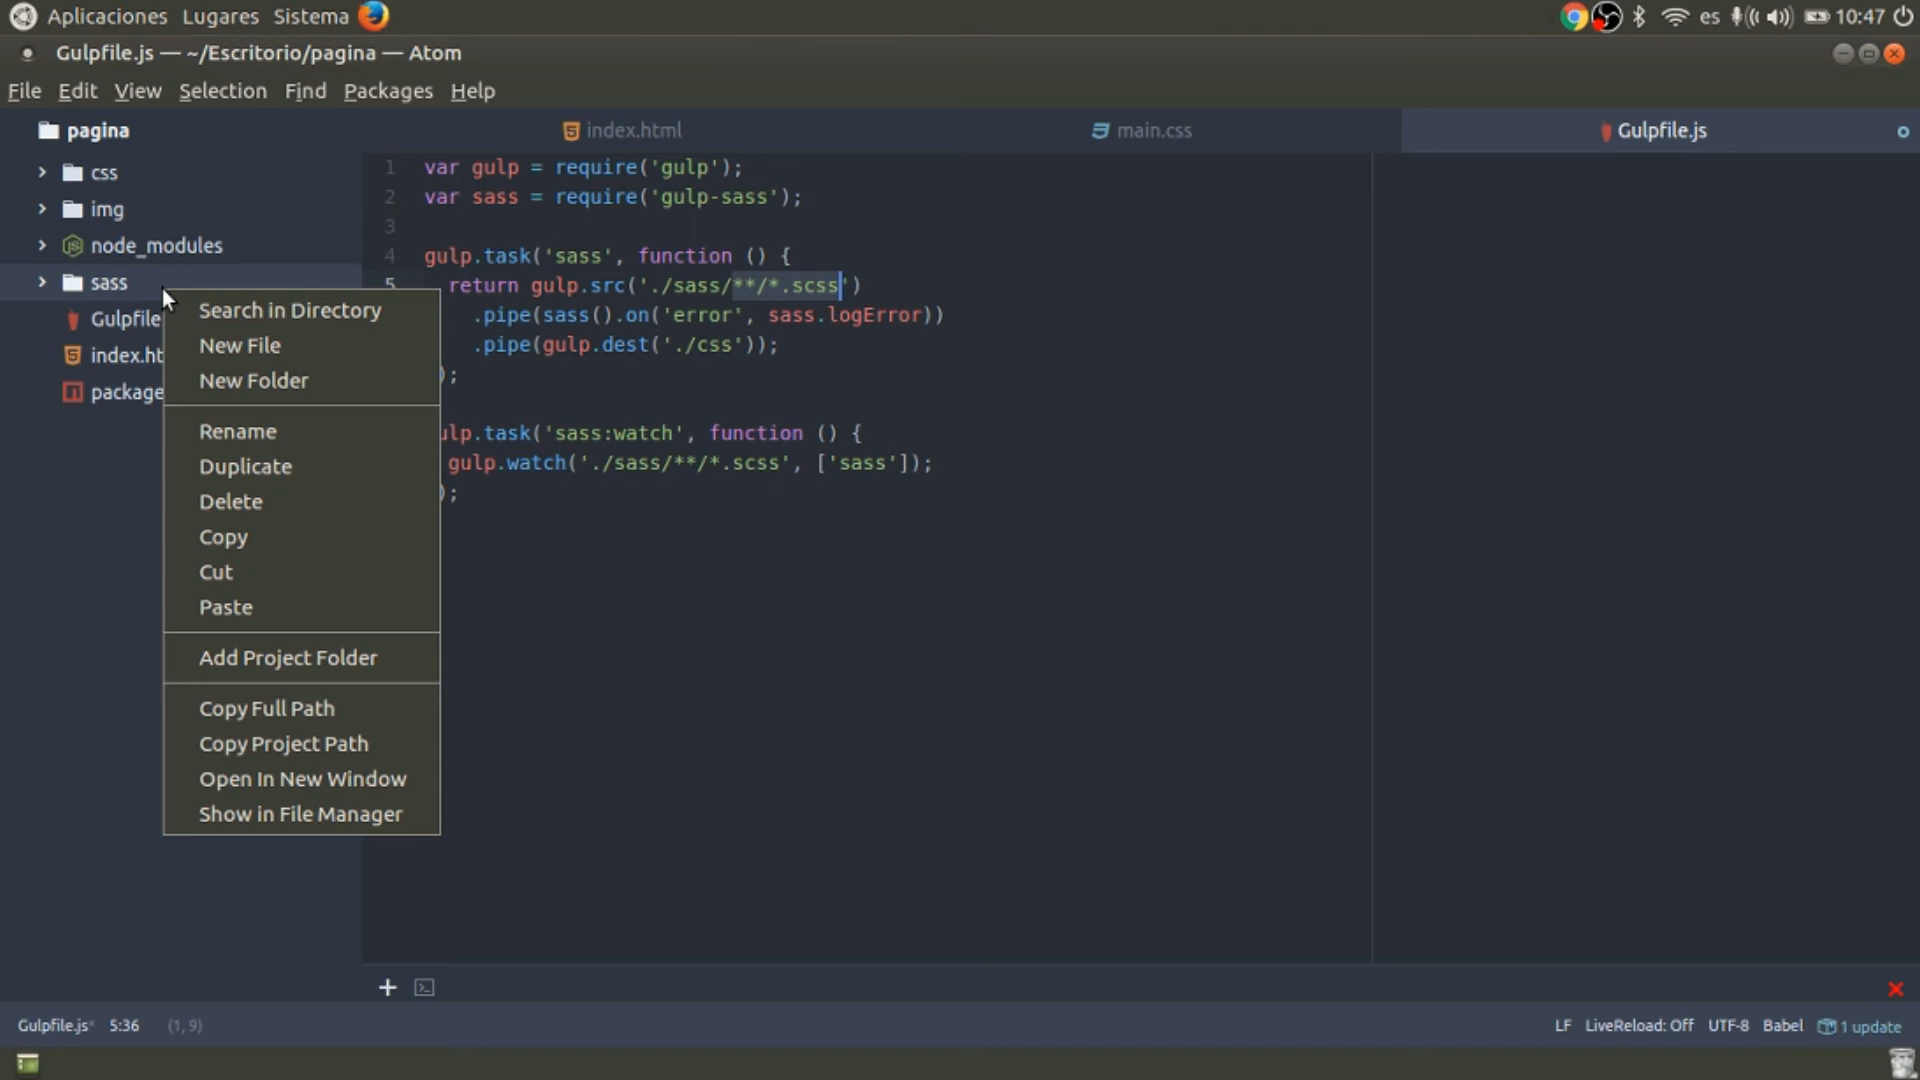 Aplicaciones Lugares Sistema
es 10:47
Gulpfile.js — ~/Escritorio/pagina — Atom
File Edit View Selection Find Packages Help
pagina
css
img
node_modules
sass
Gulpfile
index.ht
package
index.html main.css Gulpfile.js
1 var gulp = require('gulp');
2 var sass = require('gulp-sass');
3
4 gulp.task('sass', function () {
5 return gulp.src('./sass/**/*.scss')
.pipe(sass().on('error', sass.logError))
.pipe(gulp.dest('./css'));
);
ulp.task('sass:watch', function () {
gulp.watch('./sass/**/*.scss', ['sass']);
);
Search in Directory
New File
New Folder
Rename
Duplicate
Delete
Copy
Cut
Paste
Add Project Folder
Copy Full Path
Copy Project Path
Open In New Window
Show in File Manager
Gulpfile.js* 5:36 (1, 9)
LF LiveReload: Off UTF-8 Babel 1 update